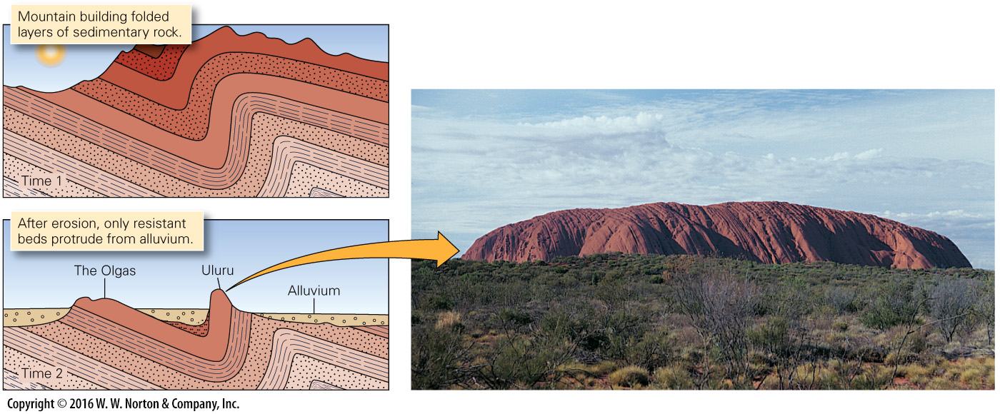 Mountain building folded
layers of sedimentary rock.
Time 1
After erosion, only resistant
beds protrude from alluvium.
The Olgas
Uluru
Alluvium
Time 2
Copyright © 2016 W. W. Norton & Company, Inc.